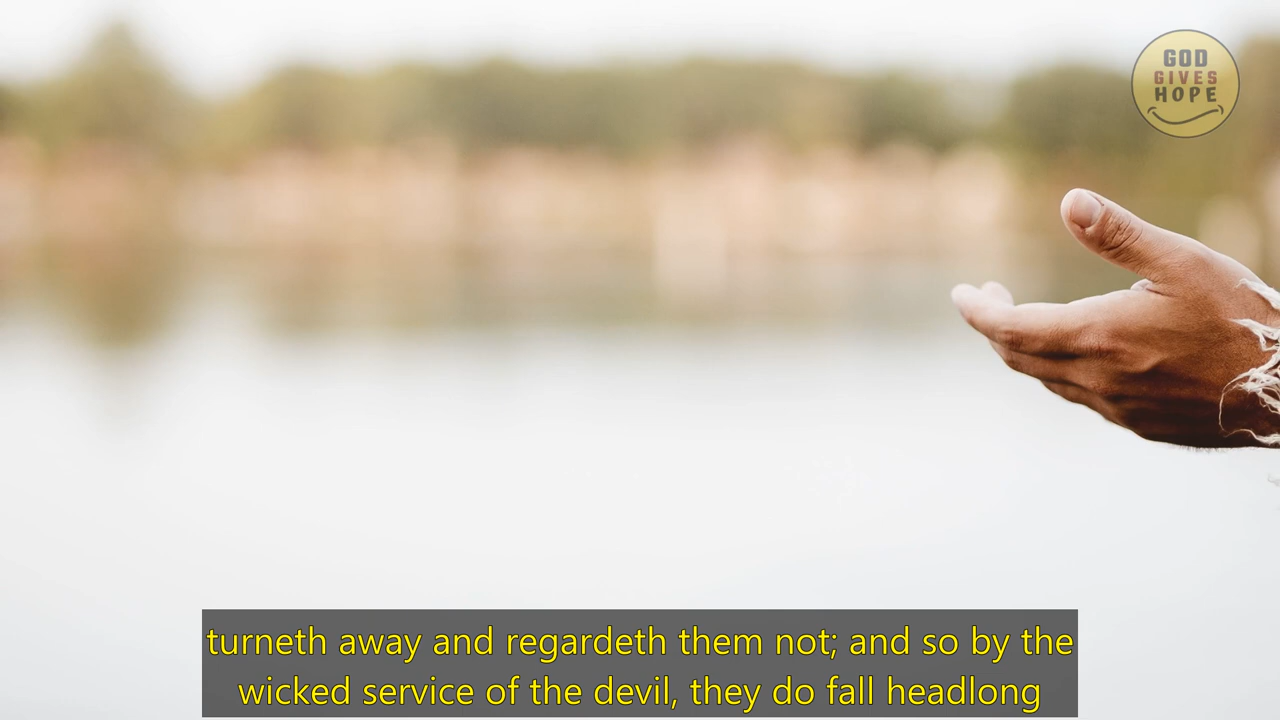 GOD
GIVES
HOPE
turneth away and regardeth them not; and so by the
wicked service of the devil, they do fall headlong